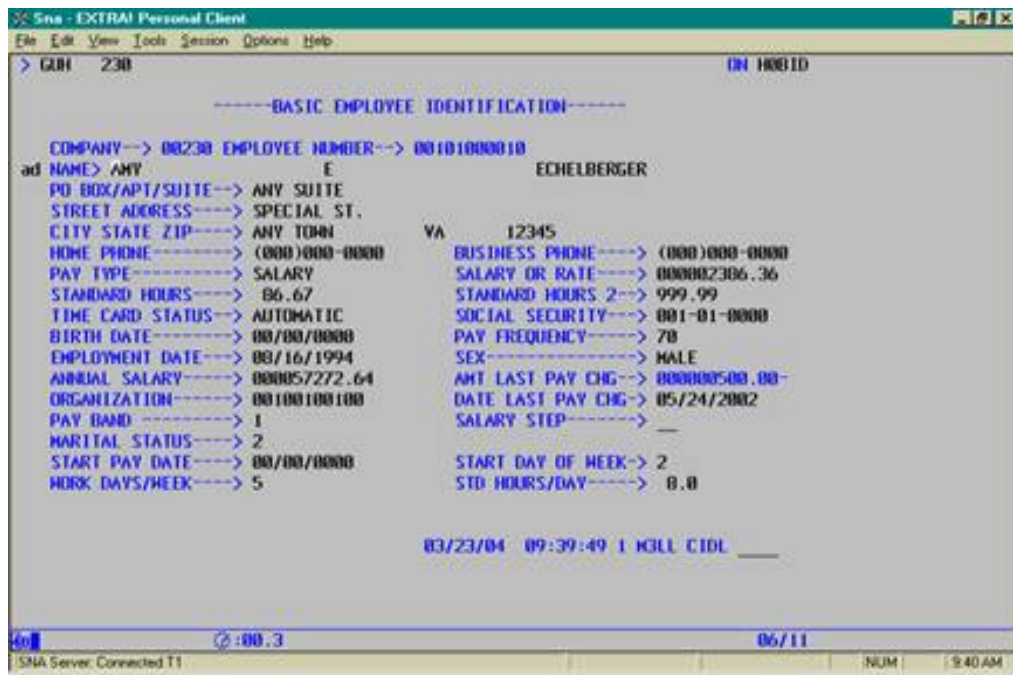 Sna - EXTRA! Personal Client
File Edit View Tools Session Options Help
> GUH 230 ON H0BID
------BASIC EMPLOYEE IDENTIFICATION------
COMPANY--> 00230 EMPLOYEE NUMBER--> 00101000010
ad NAME> AMY E ECHELBERGER
PO BOX/APT/SUITE--> ANY SUITE
STREET ADDRESS----> SPECIAL ST.
CITY STATE ZIP----> ANY TOWN VA 12345
HOME PHONE--------> (000)000-0000 BUSINESS PHONE----> (000)000-0000
PAY TYPE----------> SALARY SALARY OR RATE----> 000002386.36
STANDARD HOURS----> 86.67 STANDARD HOURS 2--> 999.99
TIME CARD STATUS--> AUTOMATIC SOCIAL SECURITY---> 001-01-0000
BIRTH DATE--------> 00/00/0000 PAY FREQUENCY-----> 70
EMPLOYMENT DATE---> 08/16/1994 SEX---------------> MALE
ANNUAL SALARY-----> 000057272.64 AMT LAST PAY CHG--> 000000500.00-
ORGANIZATION------> 00100100100 DATE LAST PAY CHG-> 05/24/2002
PAY BAND ---------> 1 SALARY STEP-------> __
MARITAL STATUS----> 2
START PAY DATE----> 00/00/0000 START DAY OF WEEK-> 2
WORK DAYS/WEEK----> 5 STD HOURS/DAY-----> 8.0
03/23/04 09:39:49 1 M3LL CIDL ____
:00.3 06/11
SNA Server: Connected T1 NUM 9:40 AM